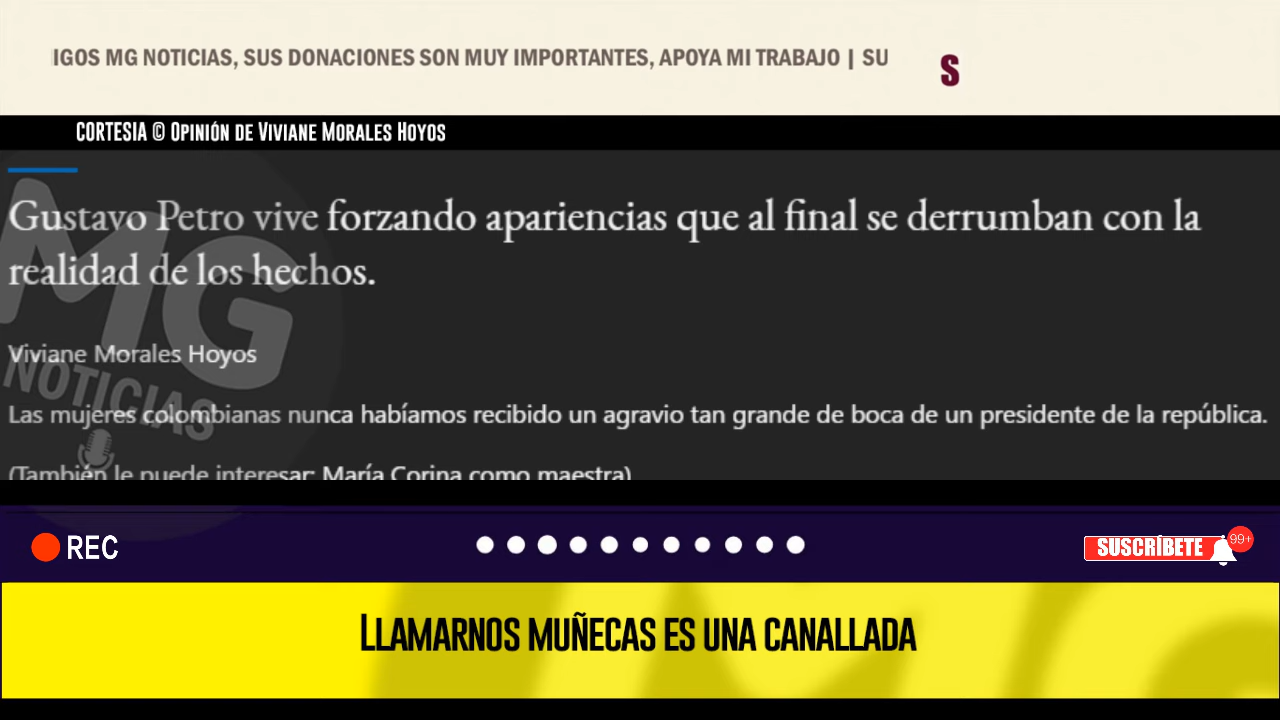 IGOS MG NOTICIAS, SUS DONACIONES SON MUY IMPORTANTES, APOYA MI TRABAJO | SU
S
CORTESIA © OPINIÓN DE VIVIANE MORALES HOYOS
Gustavo Petro vive forzando apariencias que al final se derrumban con la
realidad de los hechos.
Viviane Morales Hoyos
Las mujeres colombianas nunca habíamos recibido un agravio tan grande de boca de un presidente de la república.
(También le puede interesar: María Corina como maestra)
MG
NOTICIAS
REC
SUSCRÍBETE
99+
LLAMARNOS MUÑECAS ES UNA CANALLADA